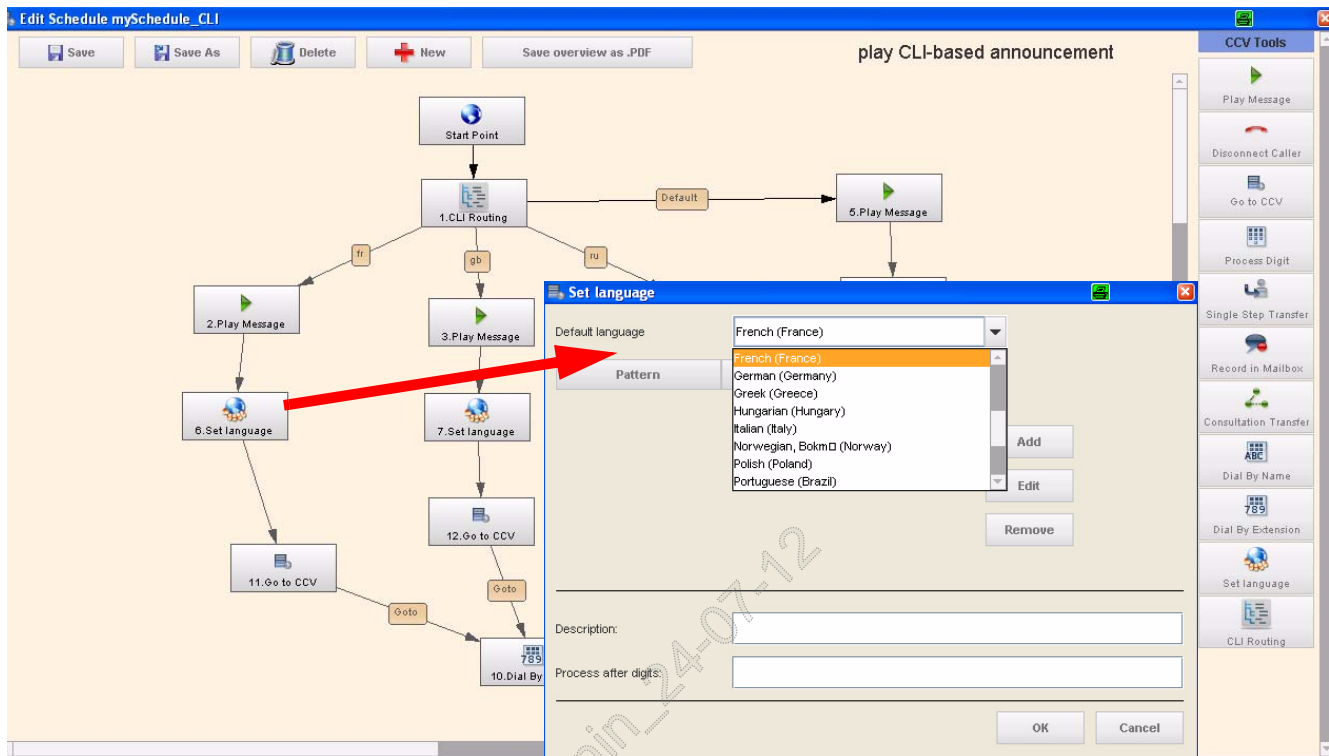 Edit Schedule mySchedule_CLI
Save
Save As
Delete
New
Save overview as .PDF
play CLI-based announcement
CCV Tools
Play Message
Disconnect Caller
Go to CCV
Process Digit
Single Step Transfer
Record in Mailbox
Consultation Transfer
ABC
Dial By Name
789
Dial By Extension
Set language
CLI Routing
Start Point
1.CLI Routing
Default
5.Play Message
fr
gb
ru
2.Play Message
3.Play Message
6.Set language
7.Set language
12.Go to CCV
11.Go to CCV
Goto
Goto
789
10.Dial By
Set language
Default language
French (France)
Pattern
French (France)
German (Germany)
Greek (Greece)
Hungarian (Hungary)
Italian (Italy)
Norwegian, Bokm□ (Norway)
Polish (Poland)
Portuguese (Brazil)
Add
Edit
Remove
Description:
Process after digits:
OK
Cancel